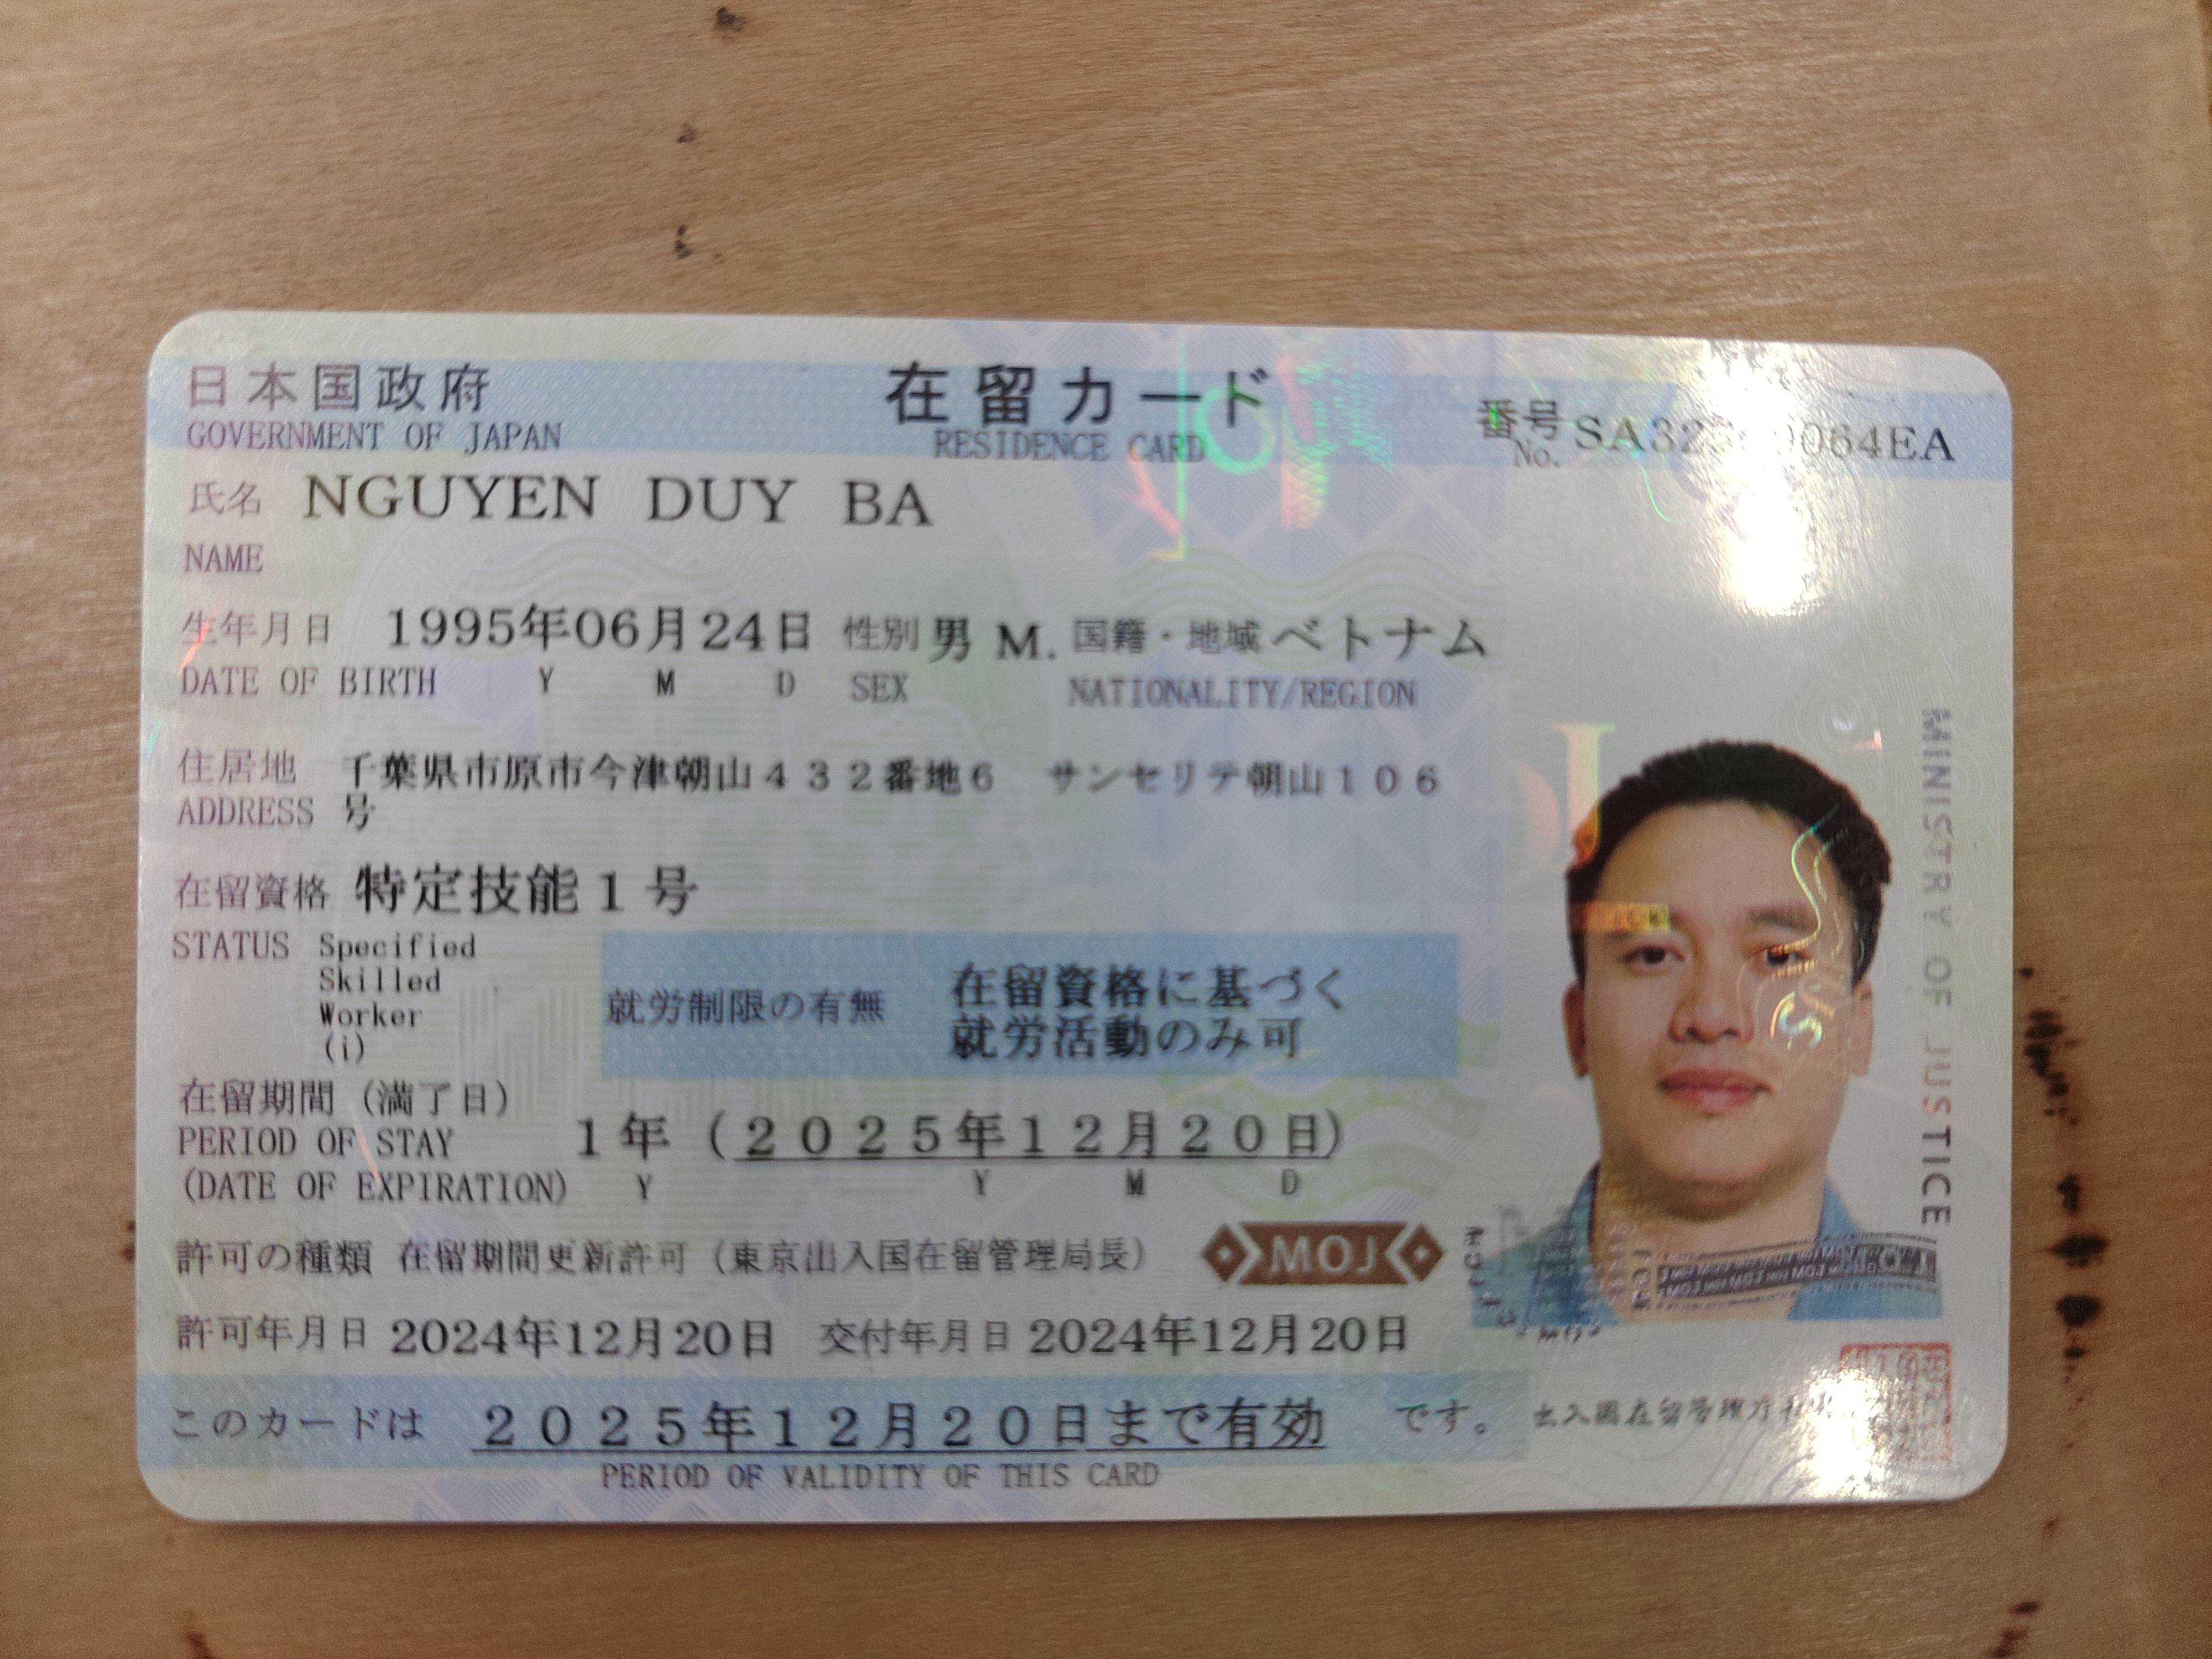 日本国政府 在留カード 番号
GOVERNMENT OF JAPAN RESIDENCE CARD No.
氏名 NGUYEN DUY BA
NAME
生年月日 1995年06月24日 性別 男 M. 国籍・地域 ベトナム
DATE OF BIRTH Y M D SEX NATIONALITY/REGION
住居地 千葉県市原市今津朝山432番地6 サンセリテ朝山106
ADDRESS 号
在留資格 特定技能1号
STATUS Specified
Skilled
Worker
(i)
就労制限の有無 在留資格に基づく
就労活動のみ可
在留期間(満了日)
PERIOD OF STAY 1年(2025年12月20日)
(DATE OF EXPIRATION) Y Y M D
許可の種類 在留期間更新許可(東京出入国在留管理局長) MOJ
許可年月日 2024年12月20日 交付年月日 2024年12月20日
このカードは 2025年12月20日まで有効 です。
PERIOD OF VALIDITY OF THIS CARD
MINISTRY OF JUSTICE